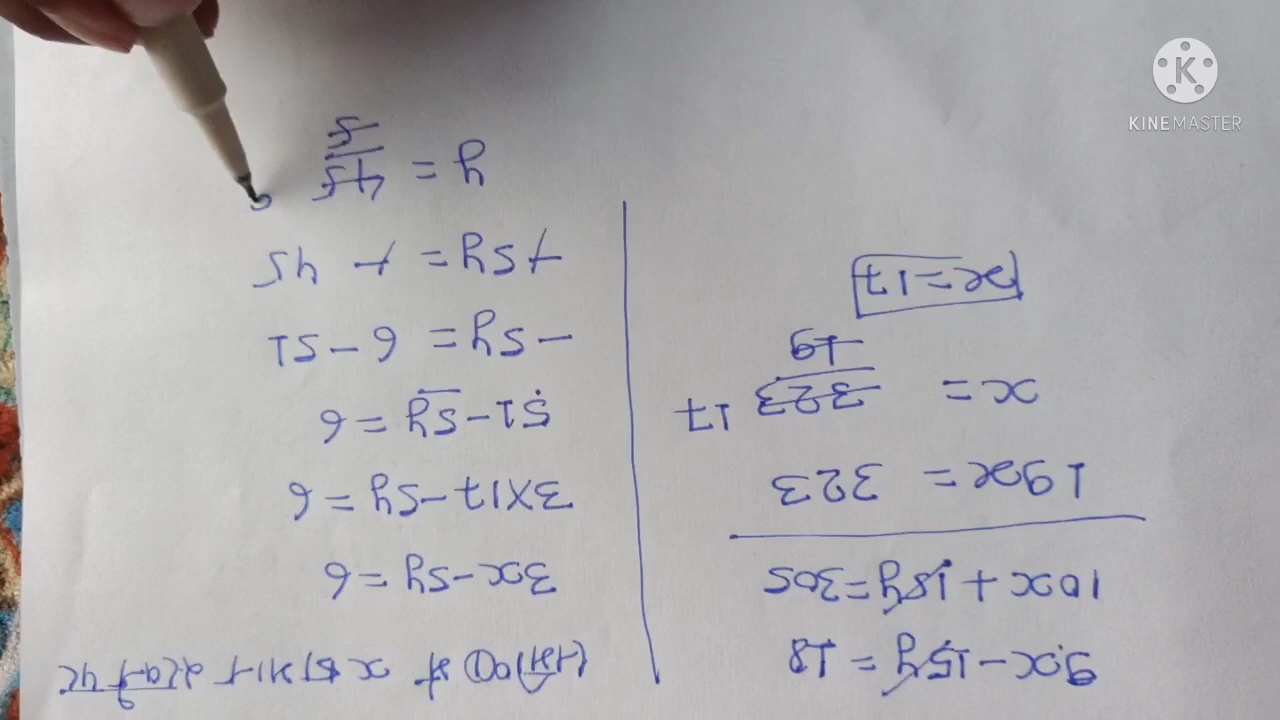 9x - 15y = 18
10x + 15y = 305
19x = 323
x = 323/19 17
x = 17
समी० ① में x का मान रखने पर
3x - 5y = 6
3X17 - 5y = 6
51 - 5y = 6
- 5y = 6 - 51
- 5y = - 45
y = 45/5
KINEMASTER